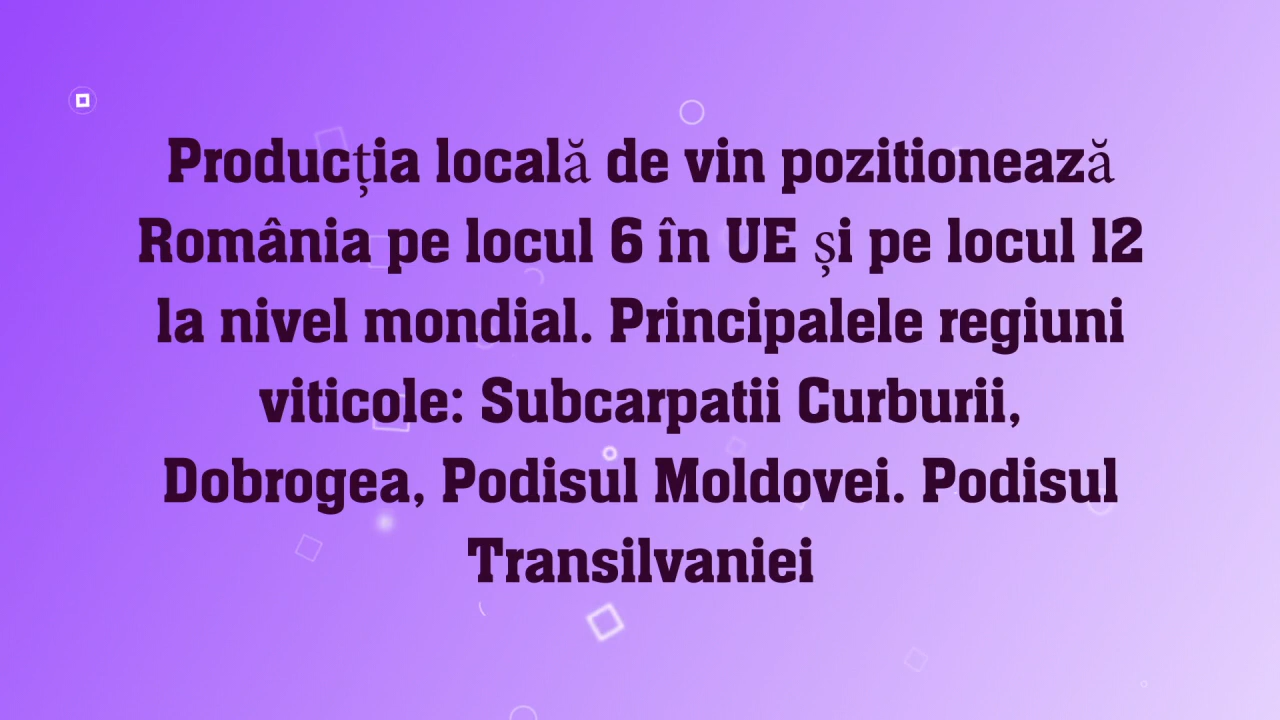 Producția locală de vin pozitionează
România pe locul 6 în UE și pe locul 12
la nivel mondial. Principalele regiuni
viticole: Subcarpatii Curburii,
Dobrogea, Podisul Moldovei. Podisul
Transilvaniei